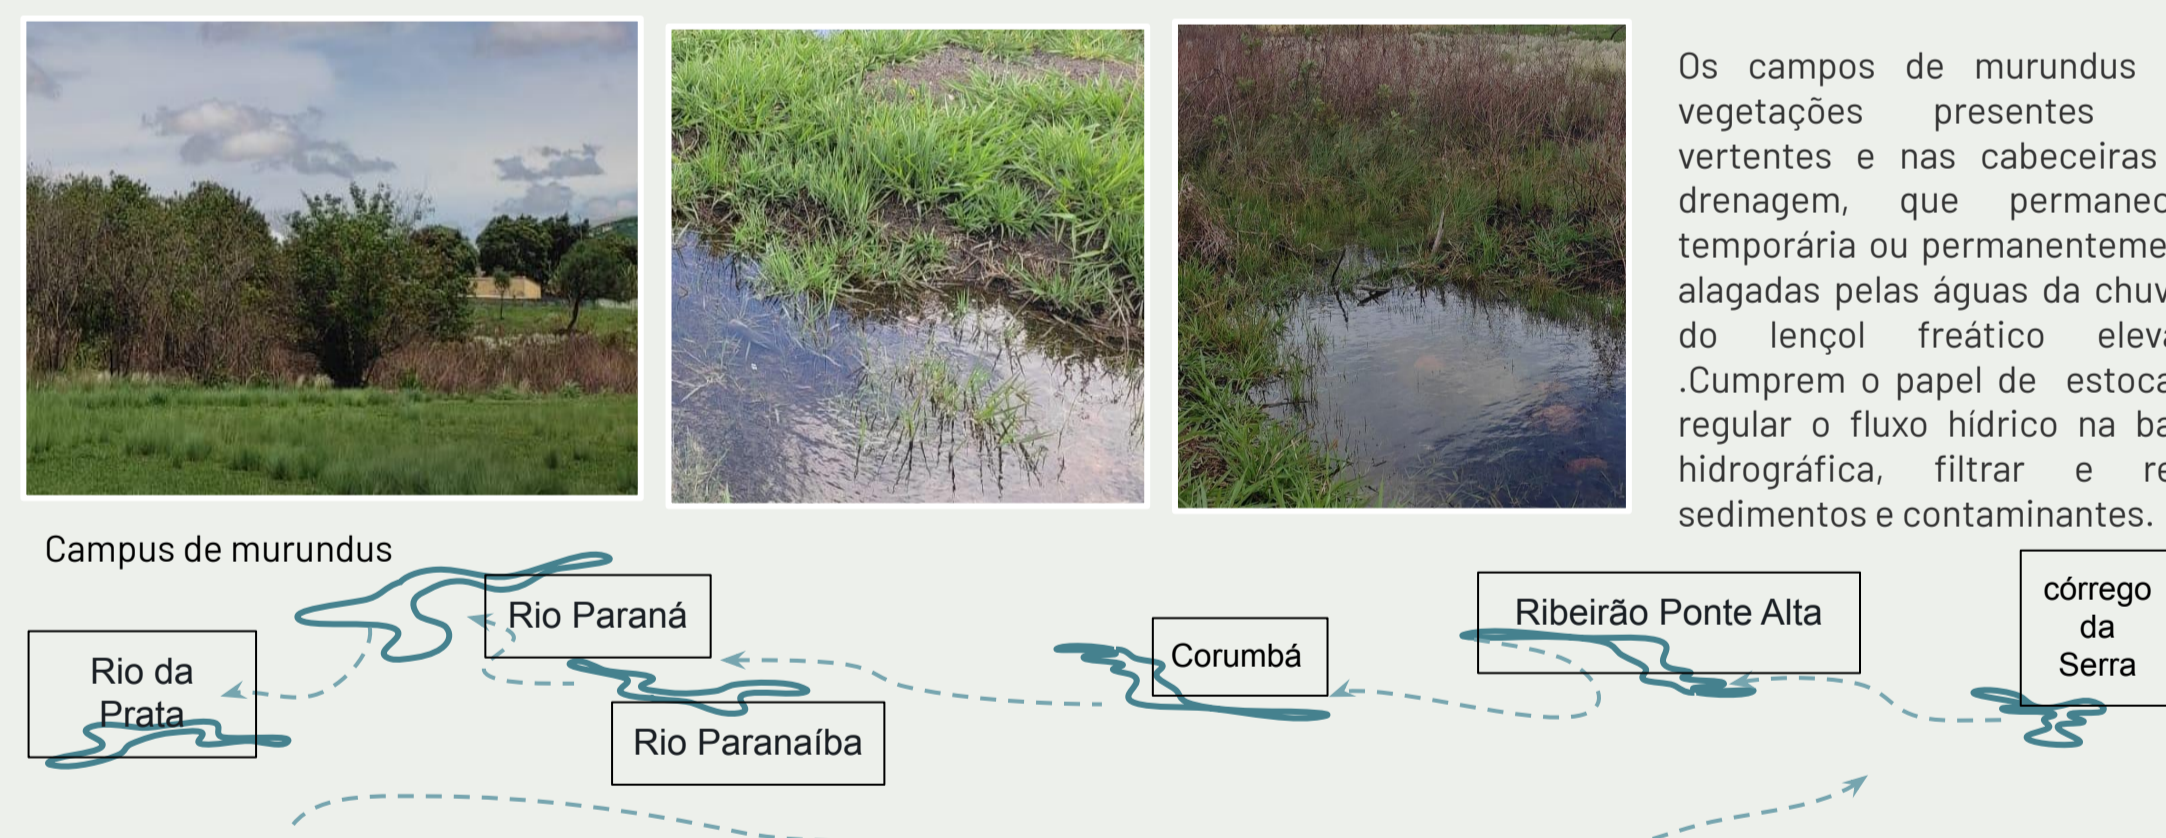 Os campos de murundus
vegetações presentes
vertentes e nas cabeceiras
drenagem, que
temporária ou
alagadas pelas águas da
do lençol freático
.Cumprem o papel de
regular o fluxo hídrico na
hidrográfica, filtrar e
sedimentos e contaminantes.
Campus de murundus
Rio da
Prata
Rio Paraná
Rio Paranaíba
Corumbá
Ribeirão Ponte Alta
córrego
da
Serra